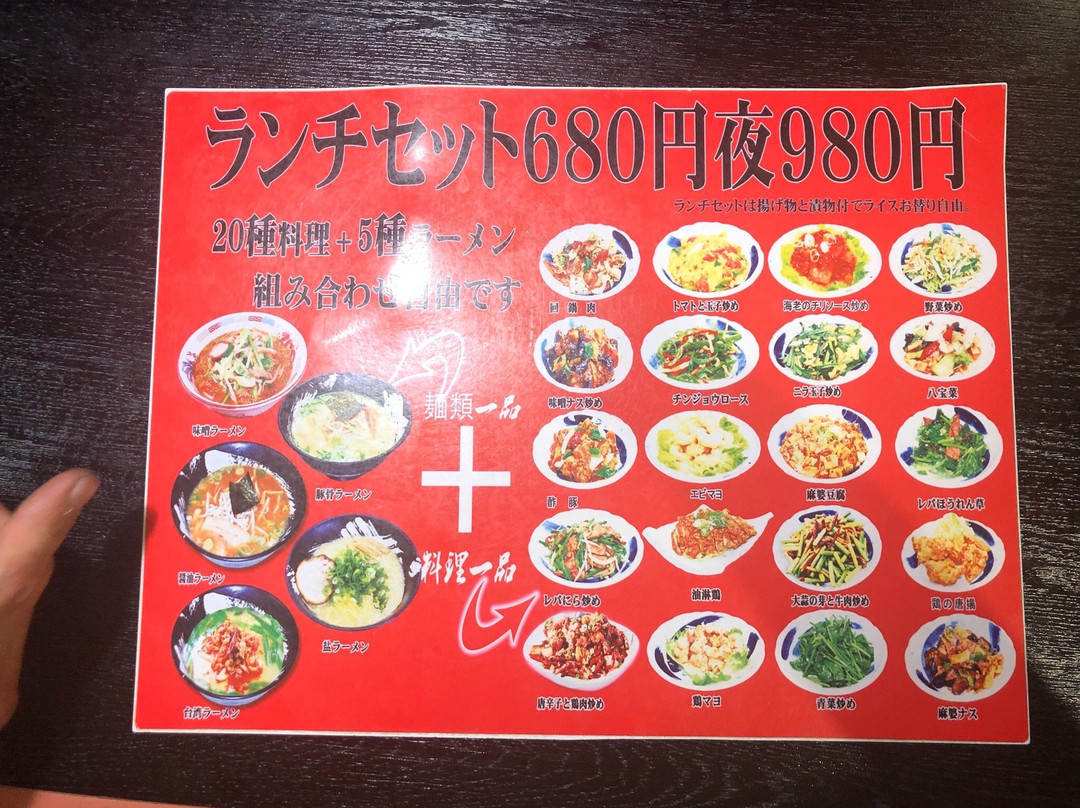 ランチセット680円夜980円
ランチセットは揚げ物と漬物付でライスお替り自由。
20種料理+5種ラーメン
組み合わせ自由です
味噌ラーメン
豚骨ラーメン
醤油ラーメン
塩ラーメン
台湾ラーメン
麺類一品
+
料理一品
回鍋肉
トマトと玉子炒め
海老のチリソース炒め
野菜炒め
味噌ナス炒め
チンジョウロース
ニラ玉子炒め
八宝菜
酢豚
エビマヨ
麻婆豆腐
レバほうれん草
レバにら炒め
油淋鶏
大蒜の芽と牛肉炒め
鶏の唐揚
唐辛子と鶏肉炒め
鶏マヨ
青菜炒め
麻婆ナス